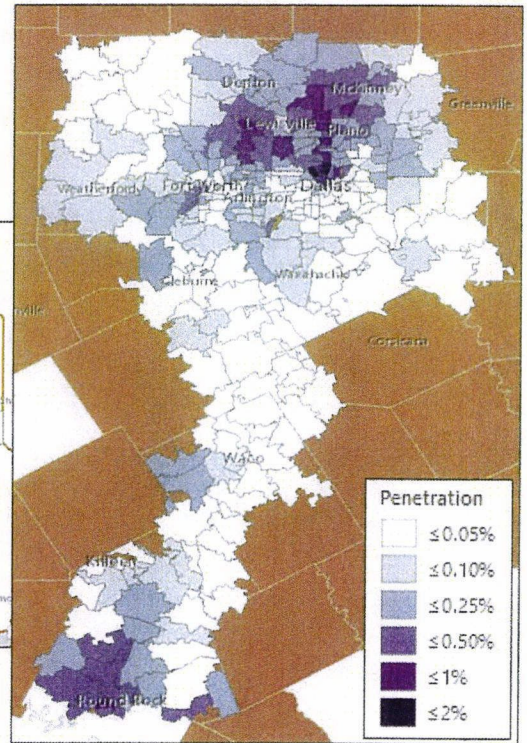 Denton
McKinney
Greenville
Lewisville
Plano
Weatherford
Fort Worth
Dallas
Arlington
Waxahachie
Cleburne
ville
Corsicana
Waco
Killeen
Round Rock
Penetration
≤0.05%
≤0.10%
≤0.25%
≤0.50%
≤1%
≤2%